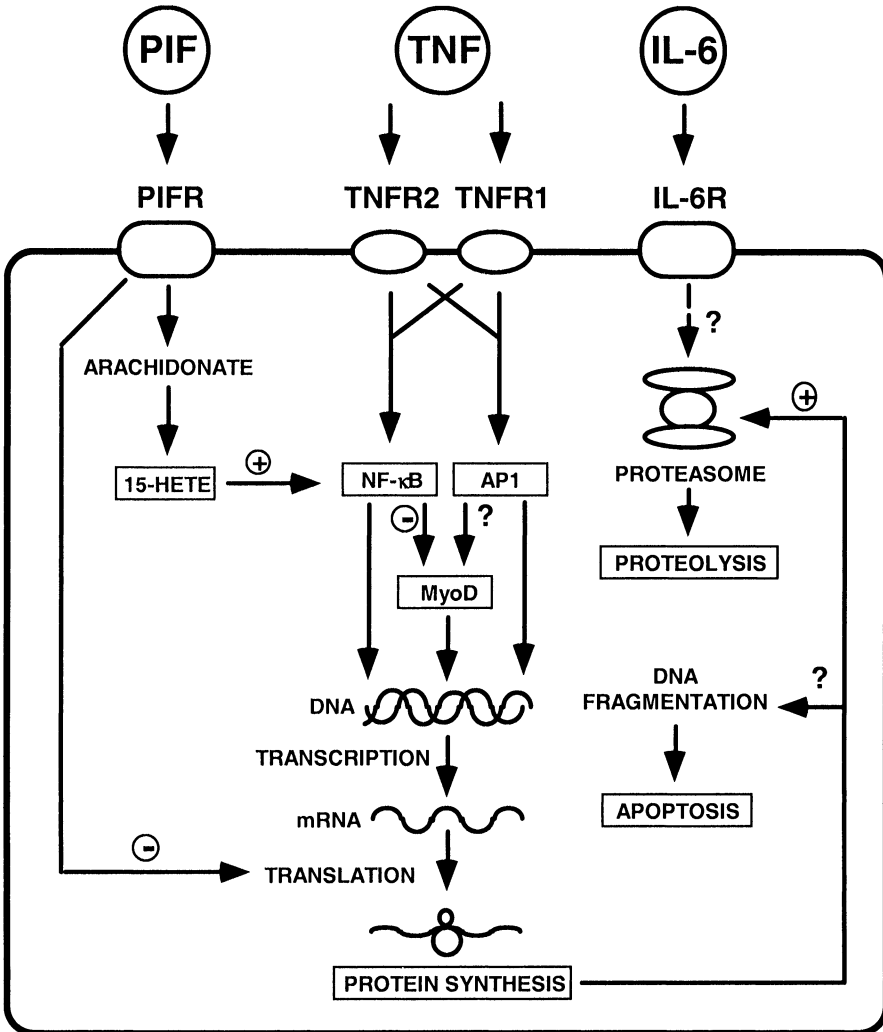 PIF
TNF
IL-6
PIFR
TNFR2
TNFR1
IL-6R
?
ARACHIDONATE
+
PROTEASOME
15-HETE
+
NF-κB
AP1
-
?
PROTEOLYSIS
MyoD
DNA
FRAGMENTATION
?
DNA
TRANSCRIPTION
APOPTOSIS
mRNA
-
TRANSLATION
PROTEIN SYNTHESIS